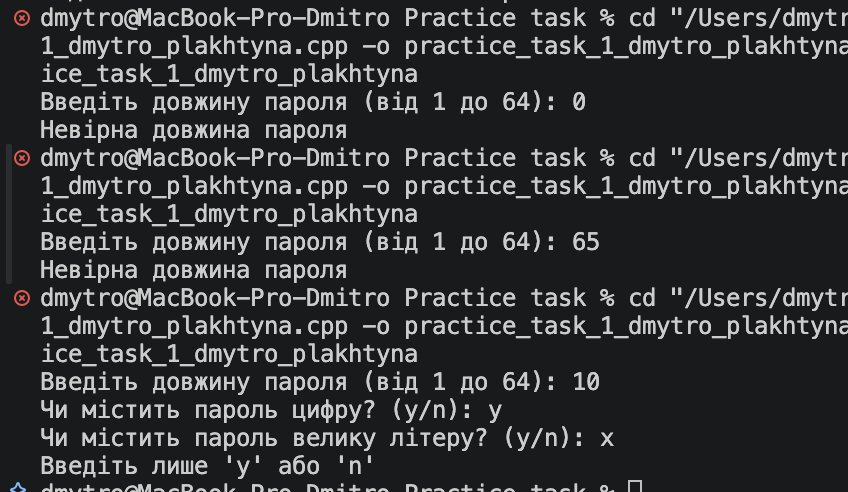 dmytro@MacBook-Pro-Dmitro Practice task % cd "/Users/dmytr
1_dmytro_plakhtyna.cpp -o practice_task_1_dmytro_plakhtyna
ice_task_1_dmytro_plakhtyna
Введіть довжину пароля (від 1 до 64): 0
Невірна довжина пароля
dmytro@MacBook-Pro-Dmitro Practice task % cd "/Users/dmytr
1_dmytro_plakhtyna.cpp -o practice_task_1_dmytro_plakhtyna
ice_task_1_dmytro_plakhtyna
Введіть довжину пароля (від 1 до 64): 65
Невірна довжина пароля
dmytro@MacBook-Pro-Dmitro Practice task % cd "/Users/dmytr
1_dmytro_plakhtyna.cpp -o practice_task_1_dmytro_plakhtyna
ice_task_1_dmytro_plakhtyna
Введіть довжину пароля (від 1 до 64): 10
Чи містить пароль цифру? (y/n): y
Чи містить пароль велику літеру? (y/n): x
Введіть лише 'y' або 'n'
dmytro@MacBook-Pro-Dmitro Practice task %